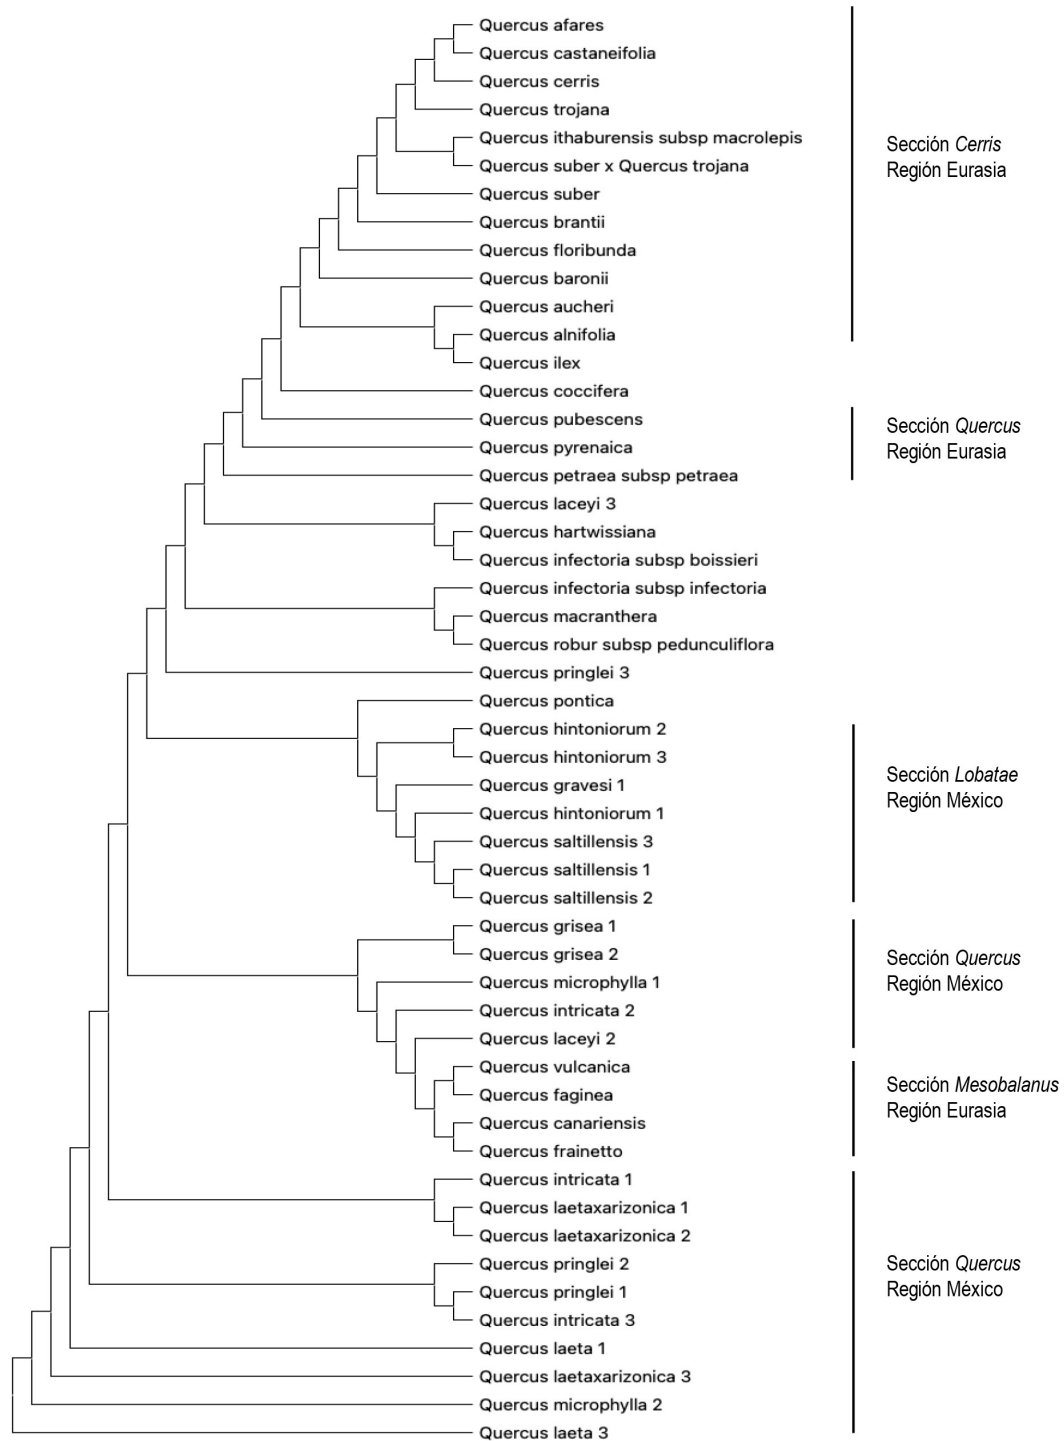 Quercus afares
Quercus castaneifolia
Quercus cerris
Quercus trojana
Quercus ithaburensis subsp macrolepis
Quercus suber x Quercus trojana
Quercus suber
Quercus brantii
Quercus floribunda
Quercus baronii
Quercus aucheri
Quercus alnifolia
Quercus ilex
Quercus coccifera
Quercus pubescens
Quercus pyrenaica
Quercus petraea subsp petraea
Quercus laceyi 3
Quercus hartwissiana
Quercus infectoria subsp boissieri
Quercus infectoria subsp infectoria
Quercus macranthera
Quercus robur subsp pedunculiflora
Quercus pringlei 3
Quercus pontica
Quercus hintoniorum 2
Quercus hintoniorum 3
Quercus gravesi 1
Quercus hintoniorum 1
Quercus saltillensis 3
Quercus saltillensis 1
Quercus saltillensis 2
Quercus grisea 1
Quercus grisea 2
Quercus microphylla 1
Quercus intricata 2
Quercus laceyi 2
Quercus vulcanica
Quercus faginea
Quercus canariensis
Quercus frainetto
Quercus intricata 1
Quercus laetaxarizonica 1
Quercus laetaxarizonica 2
Quercus pringlei 2
Quercus pringlei 1
Quercus intricata 3
Quercus laeta 1
Quercus laetaxarizonica 3
Quercus microphylla 2
Quercus laeta 3
Sección Cerris
Región Eurasia
Sección Quercus
Región Eurasia
Sección Lobatae
Región México
Sección Quercus
Región México
Sección Mesobalanus
Región Eurasia
Sección Quercus
Región México